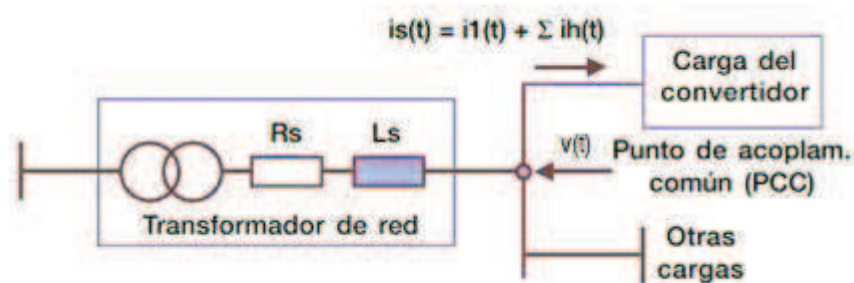 is(t) = i1(t) + Σ ih(t)
Carga del
convertidor
Rs
Ls
v(t)
Punto de acoplam.
común (PCC)
Transformador de red
Otras
cargas